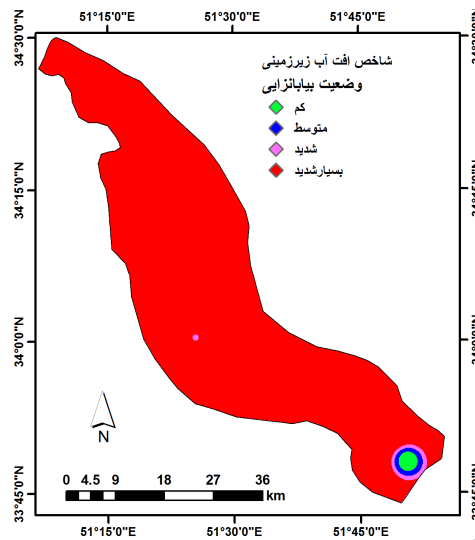 51°15'0"E 51°30'0"E 51°45'0"E
34°30'0"N
34°15'0"N
34°0'0"N
33°45'0"N
شاخص افت آب زیرزمینی
وضعیت بیابانزایی
کم
متوسط
شدید
بسیارشدید
N
0 4.5 9 18 27 36
km
51°15'0"E 51°30'0"E 51°45'0"E